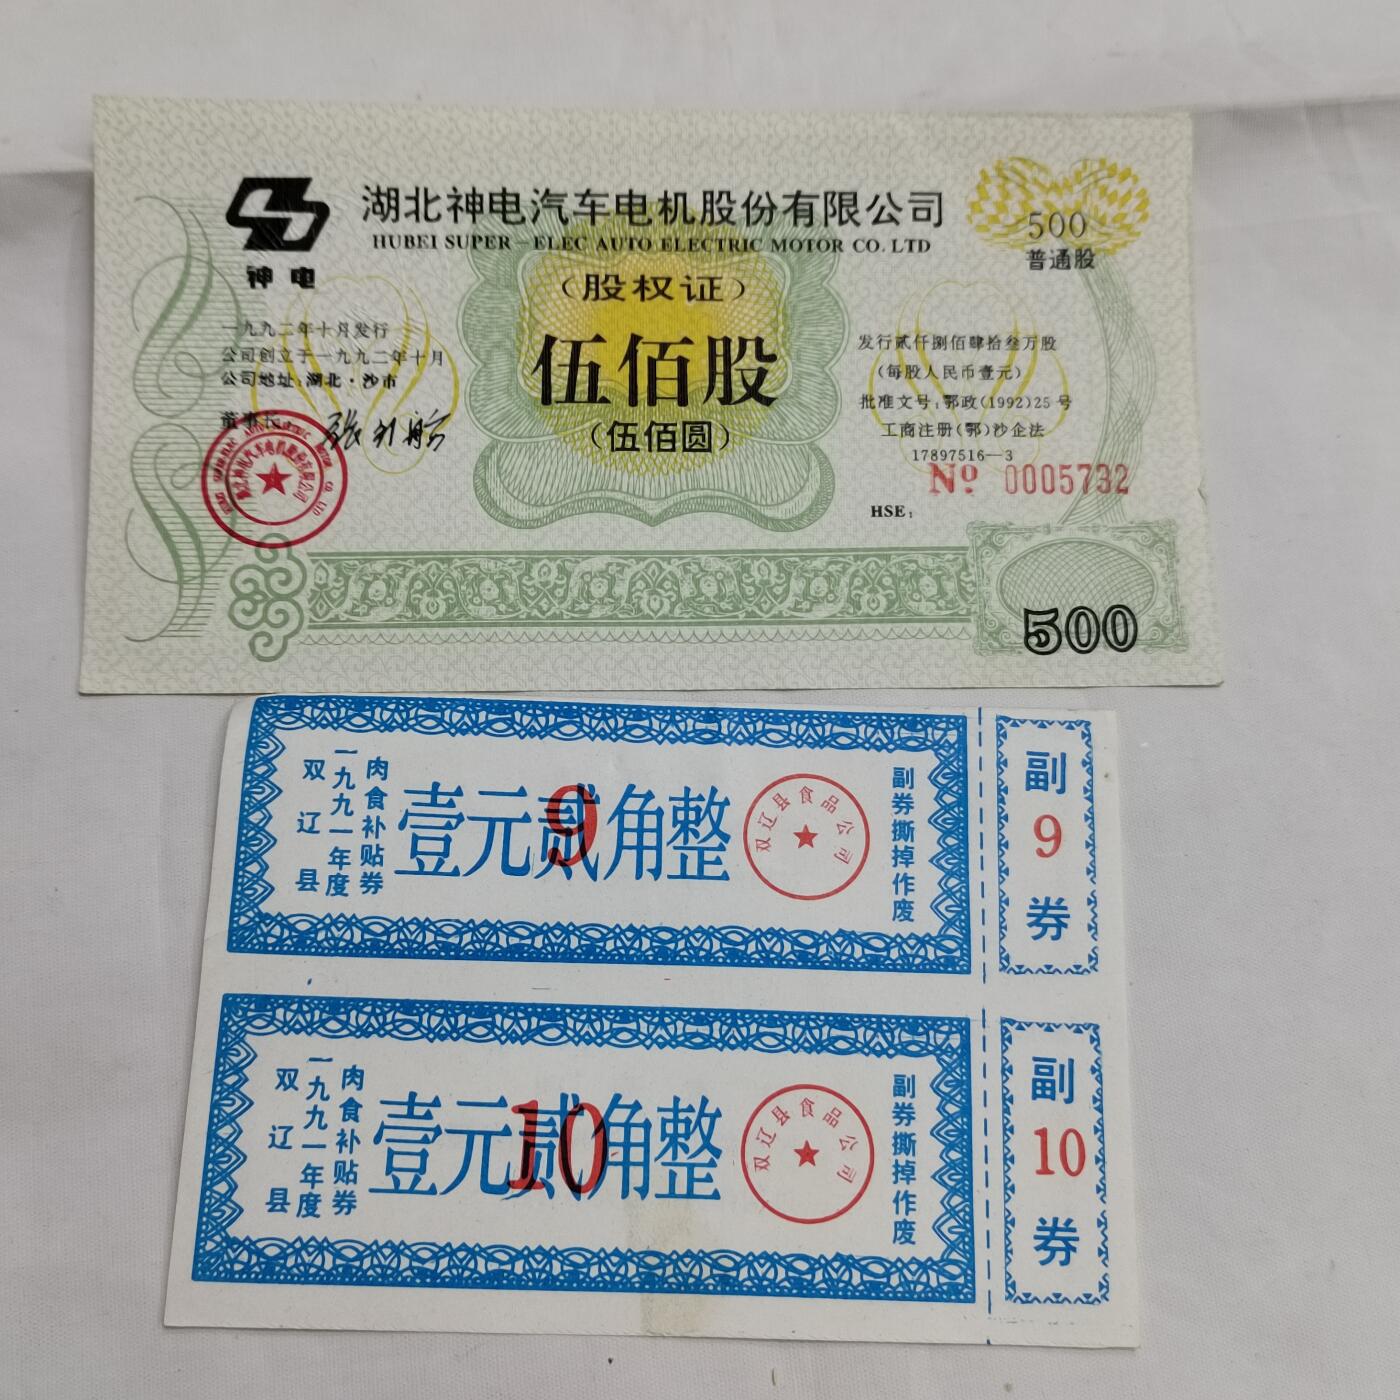 湖北神电汽车电机股份有限公司
HUBEI SUPER-ELEC AUTO ELECTRIC MOTOR CO. LTD
神电
(股权证)
500
普通股
一九九二年十月发行
公司创立于一九九二年十月
公司地址:湖北·沙市
董事长
伍佰股
(伍佰圆)
发行贰仟捌佰肆拾叁万股
(每股人民币壹元)
批准文号:鄂政(1992)25号
工商注册(鄂)沙企法
17897516—3
Nº 0005732
HSE:
500
双辽县
一九九一年度
肉食补贴券
壹元贰角整
9
双辽县食品公司
副券撕掉作废
副
9
券
双辽县
一九九一年度
肉食补贴券
壹元贰角整
10
双辽县食品公司
副券撕掉作废
副
10
券